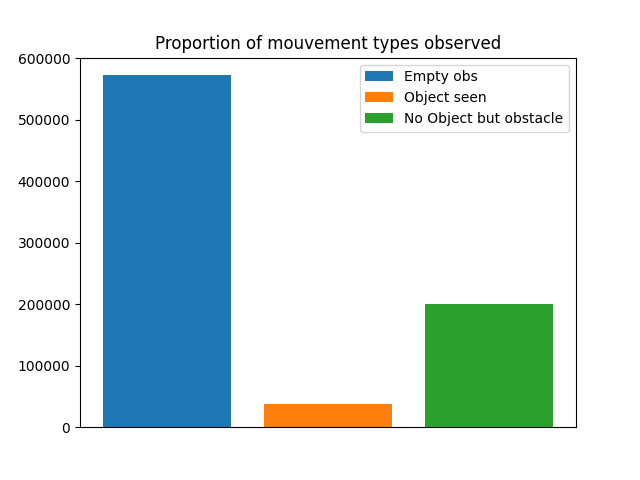 Proportion of mouvement types observed
600000
500000
400000
300000
200000
100000
0
Empty obs
Object seen
No Object but obstacle